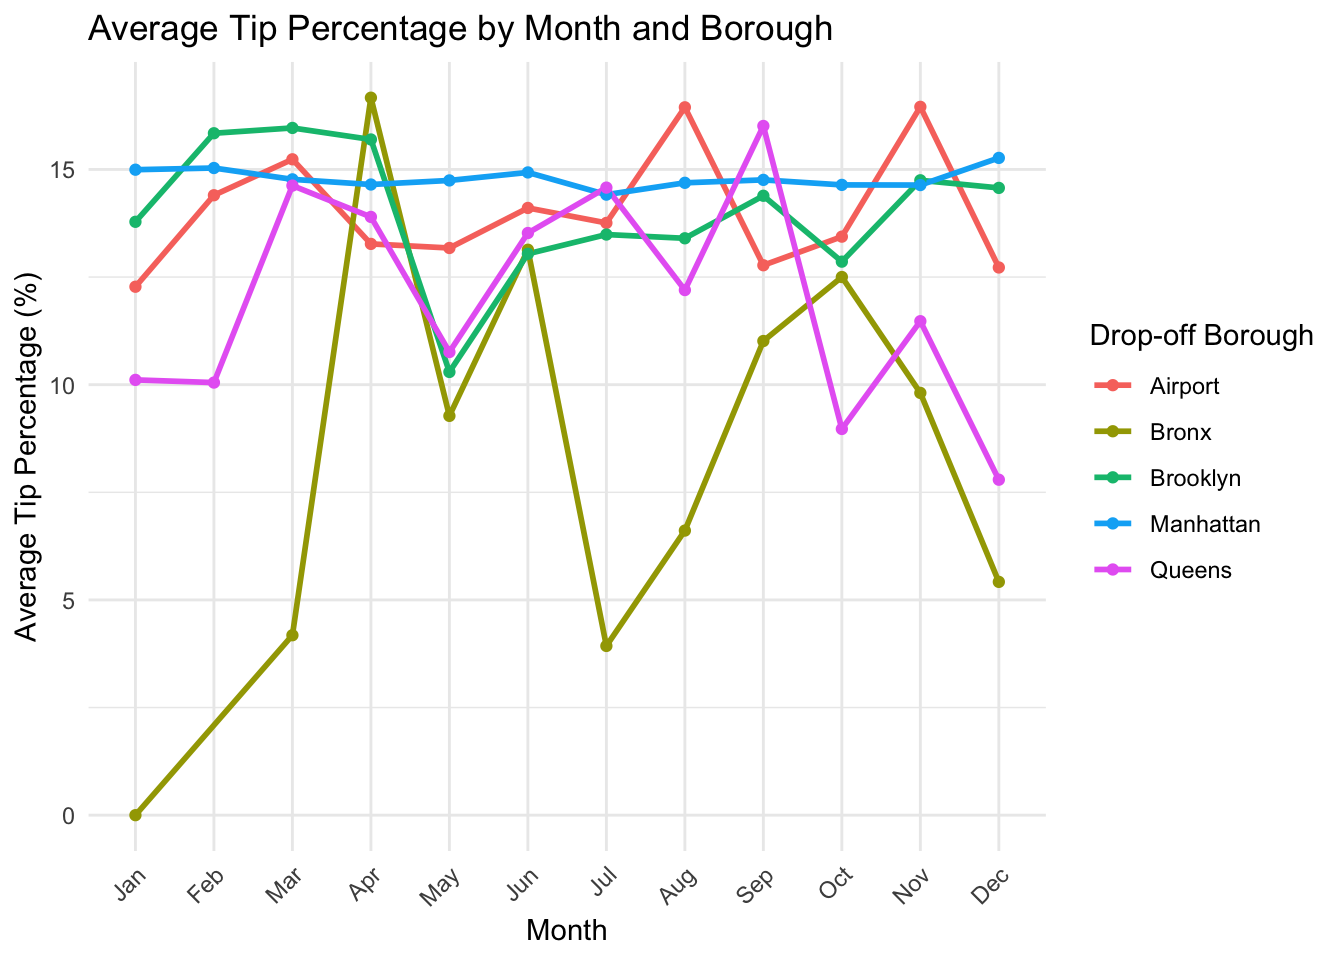 Average Tip Percentage by Month and Borough
Average Tip Percentage (%)
15
10
5
0
Jan
Feb
Mar
Apr
May
Jun
Jul
Aug
Sep
Oct
Nov
Dec
Month
Drop-off Borough
Airport
Bronx
Brooklyn
Manhattan
Queens